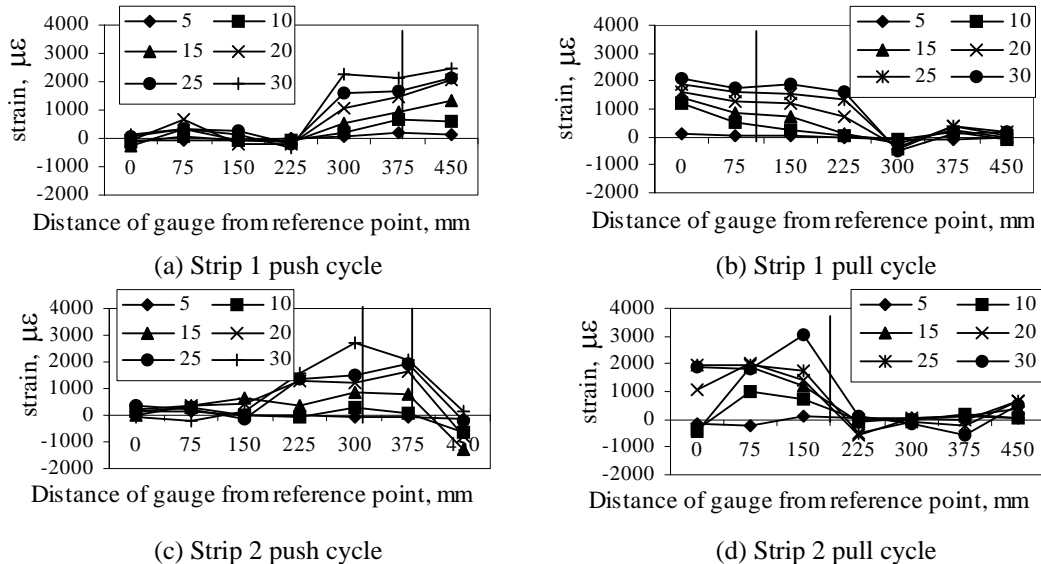 4000
3000
2000
1000
0
-1000
-2000
strain, µε
5 10
15 20
25 30
0 75 150 225 300 375 450
Distance of gauge from reference point, mm
(a) Strip 1 push cycle
4000
3000
2000
1000
0
-1000
-2000
strain, µε
5 10
15 20
25 30
0 75 150 225 300 375 450
Distance of gauge from reference point, mm
(b) Strip 1 pull cycle
4000
3000
2000
1000
0
-1000
-2000
strain, µε
5 10
15 20
25 30
0 75 150 225 300 375 450
Distance of gauge from reference point, mm
(c) Strip 2 push cycle
4000
3000
2000
1000
0
-1000
-2000
strain, µε
5 10
15 20
25 30
0 75 150 225 300 375 450
Distance of gauge from reference point, mm
(d) Strip 2 pull cycle